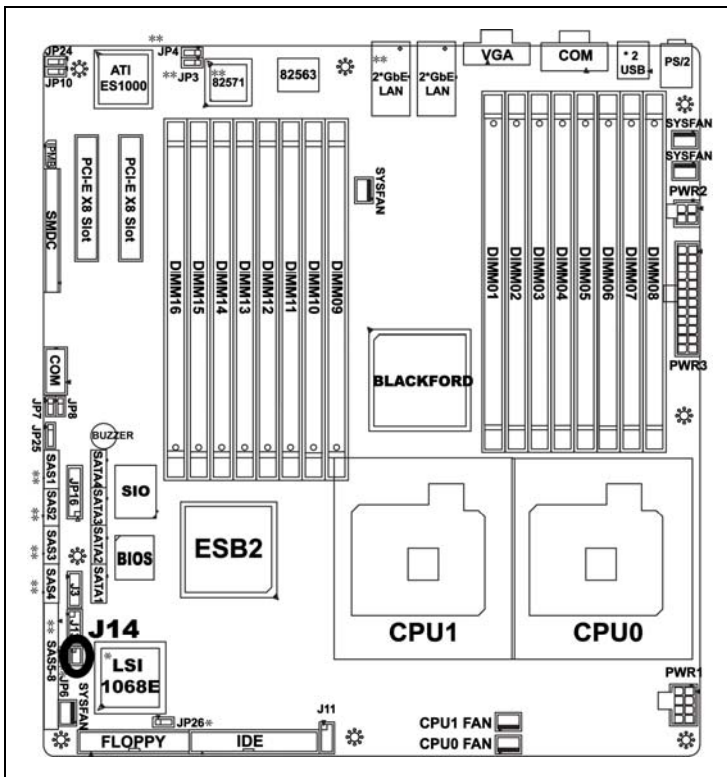 **
JP24
JP10
ATI
ES1000
JP4
**
JP3
**
82571
82563
**
2*GbE
LAN
2*GbE
LAN
VGA
COM
* 2
USB
PS/2
SYSFAN
SYSFAN
PWR2
PWR3
SYSFAN
IPMB
SMDC
PCI-E X8 Slot
PCI-E X8 Slot
DIMM16
DIMM15
DIMM14
DIMM13
DIMM12
DIMM11
DIMM10
DIMM09
DIMM01
DIMM02
DIMM03
DIMM04
DIMM05
DIMM06
DIMM07
DIMM08
BLACKFORD
COM
JP7
JP8
JP25
BUZZER
SAS1
**
SAS2
**
SAS3
**
SAS4
**
JP16
SATA4
SATA3
SATA2
SATA1
SIO
BIOS
ESB2
CPU1
CPU0
J3
J14
**
SAS5-8
*
LSI
1068E
JP6
SYSFAN
JP26*
J11
FLOPPY
IDE
CPU1 FAN
CPU0 FAN
PWR1